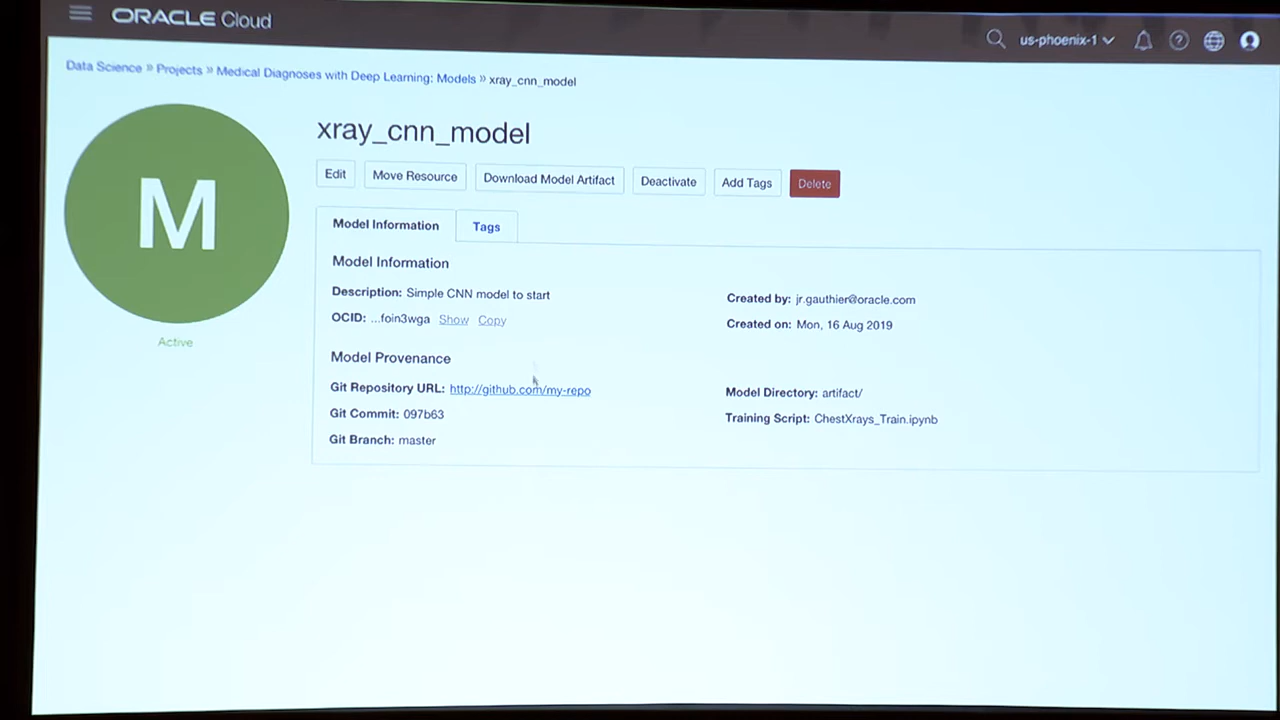 ORACLE Cloud
us-phoenix-1
Data Science » Projects » Medical Diagnoses with Deep Learning: Models » xray_cnn_model
M
Active
xray_cnn_model
Edit Move Resource Download Model Artifact Deactivate Add Tags Delete
Model Information Tags
Model Information
Description: Simple CNN model to start
Created by: jr.gauthier@oracle.com
OCID: ...foin3wga Show Copy
Created on: Mon, 16 Aug 2019
Model Provenance
Git Repository URL: http://github.com/my-repo
Model Directory: artifact/
Git Commit: 097b63
Training Script: ChestXrays_Train.ipynb
Git Branch: master